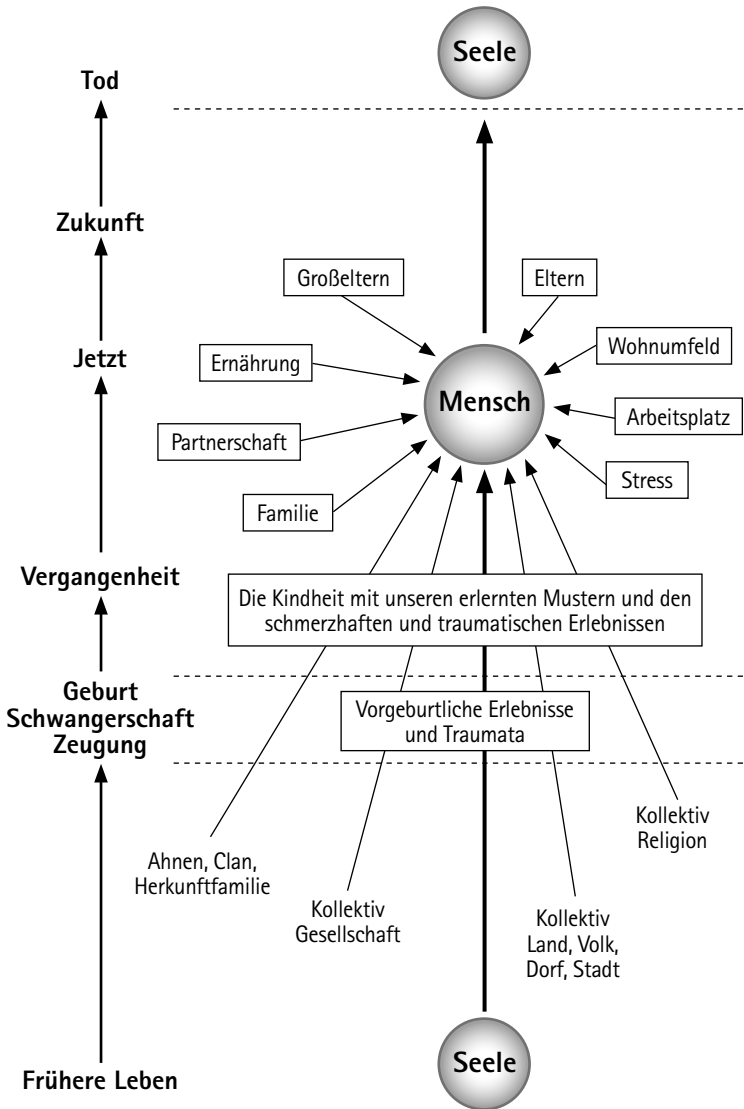 Seele
Tod
Zukunft
Großeltern
Eltern
Jetzt
Ernährung
Wohnumfeld
Mensch
Partnerschaft
Arbeitsplatz
Familie
Stress
Vergangenheit
Die Kindheit mit unseren erlernten Mustern und den
schmerzhaften und traumatischen Erlebnissen
Geburt
Schwangerschaft
Zeugung
Vorgeburtliche Erlebnisse
und Traumata
Kollektiv
Religion
Ahnen, Clan,
Herkunftfamilie
Kollektiv
Gesellschaft
Kollektiv
Land, Volk,
Dorf, Stadt
Seele
Frühere Leben